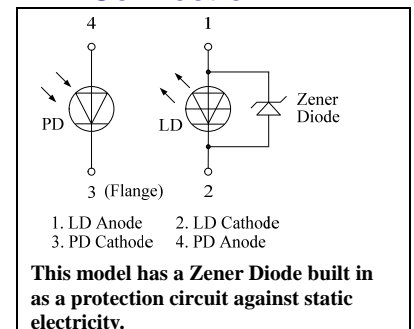 4 1
PD LD Zener
Diode
3 (Flange) 2
1. LD Anode 2. LD Cathode
3. PD Cathode 4. PD Anode
This model has a Zener Diode built in
as a protection circuit against static
electricity.